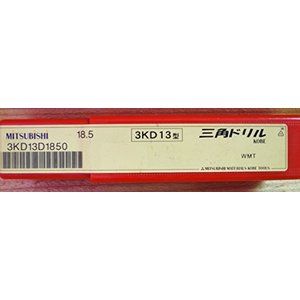 MITSUBISHI 18.5 3KD13型 三角ドリル
KOBE
3KD13D1850
WMT
MITSUBISHI MATERIALS KOBE TOOLS